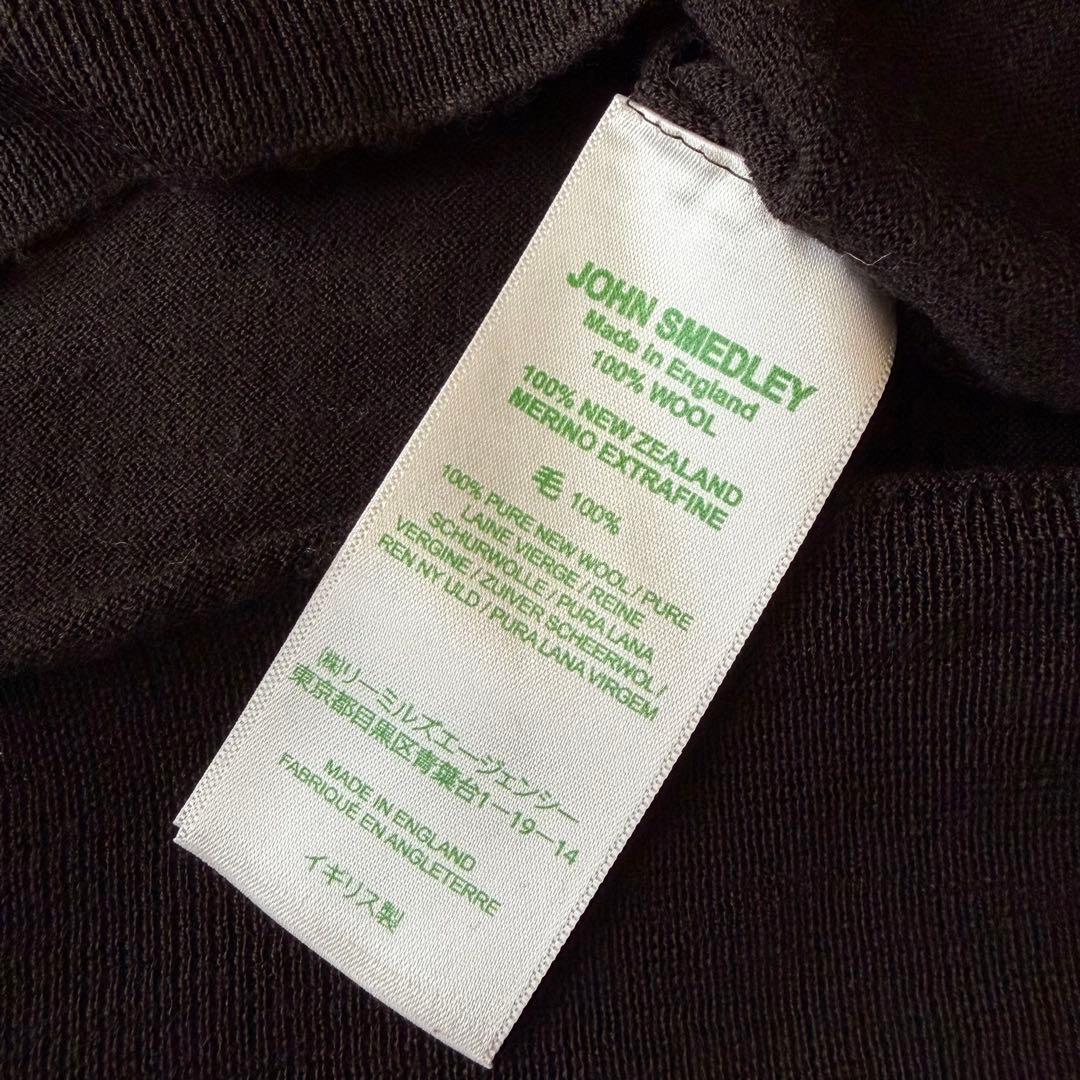 JOHN SMEDLEY
Made in England
100% WOOL
100% NEW ZEALAND
MERINO EXTRAFINE
毛 100%
100% PURE NEW WOOL / PURE
LAINE VIERGE / REINE
SCHURWOLLE / PURA LANA
VERGINE / ZUIVER SCHEERWOL /
REN NY ULD / PURA LANA VIRGEM
㈱リーミルズエージェンシー
東京都目黒区青葉台1-19-14
MADE IN ENGLAND
FABRIQUÉ EN ANGLETERRE
イギリス製